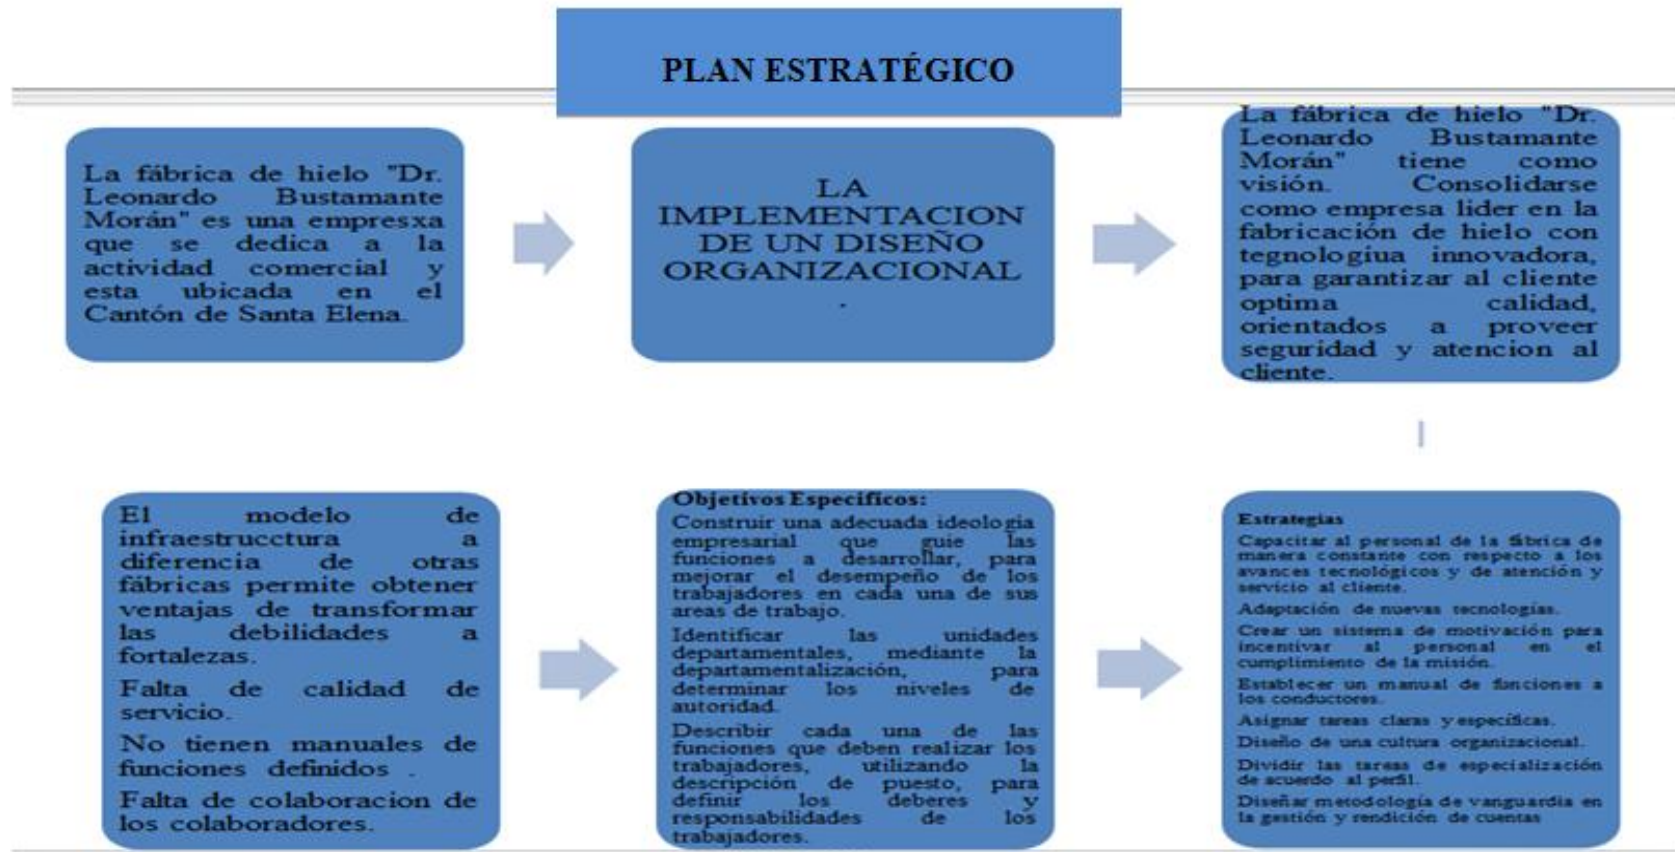 PLAN ESTRATÉGICO
La fábrica de hielo "Dr.
Leonardo Bustamante
Morán" es una empresxa
que se dedica a la
actividad comercial y
esta ubicada en el
Cantón de Santa Elena.
LA
IMPLEMENTACION
DE UN DISEÑO
ORGANIZACIONAL
.
La fábrica de hielo "Dr.
Leonardo Bustamante
Morán" tiene como
visión. Consolidarse
como empresa lider en la
fabricación de hielo con
tegnologiua innovadora,
para garantizar al cliente
optima calidad,
orientados a proveer
seguridad y atencion al
cliente.
El modelo de
infraestrucctura a
diferencia de otras
fábricas permite obtener
ventajas de transformar
las debilidades a
fortalezas.
Falta de calidad de
servicio.
No tienen manuales de
funciones definidos .
Falta de colaboracion de
los colaboradores.
Objetivos Específicos:
Construir una adecuada ideología
empresarial que guie las
funciones a desarrollar, para
mejorar el desempeño de los
trabajadores en cada una de sus
areas de trabajo.
Identificar las unidades
departamentales, mediante la
departamentalización, para
determinar los niveles de
autoridad.
Describir cada una de las
funciones que deben realizar los
trabajadores, utilizando la
descripción de puesto, para
definir los deberes y
responsabilidades de los
trabajadores.
Estrategias
Capacitar al personal de la fábrica de
manera constante con respecto a los
avances tecnológicos y de atención y
servicio al cliente.
Adaptación de nuevas tecnologías.
Crear un sistema de motivación para
incentivar al personal en el
cumplimiento de la misión.
Establecer un manual de funciones a
los conductores.
Asignar tareas claras y específicas.
Diseño de una cultura organizacional.
Dividir las tareas de especialización
de acuerdo al perfil.
Diseñar metodología de vanguardia en
la gestión y rendición de cuentas